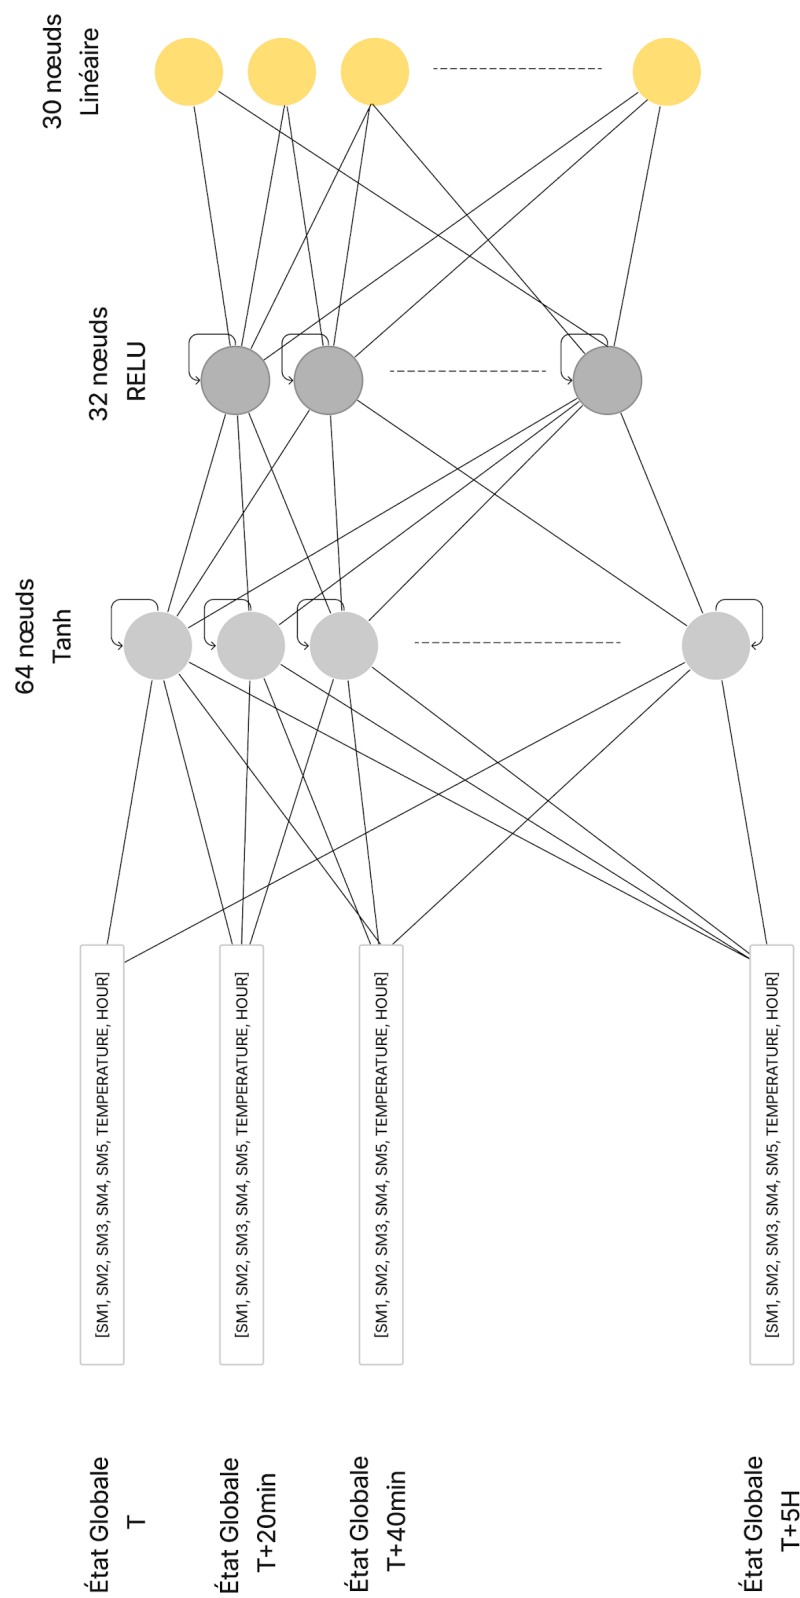 30 nœuds
Linéaire
32 nœuds
RELU
64 nœuds
Tanh
[SM1, SM2, SM3, SM4, SM5, TEMPERATURE, HOUR]
[SM1, SM2, SM3, SM4, SM5, TEMPERATURE, HOUR]
[SM1, SM2, SM3, SM4, SM5, TEMPERATURE, HOUR]
[SM1, SM2, SM3, SM4, SM5, TEMPERATURE, HOUR]
État Globale
T
État Globale
T+20min
État Globale
T+40min
État Globale
T+5H